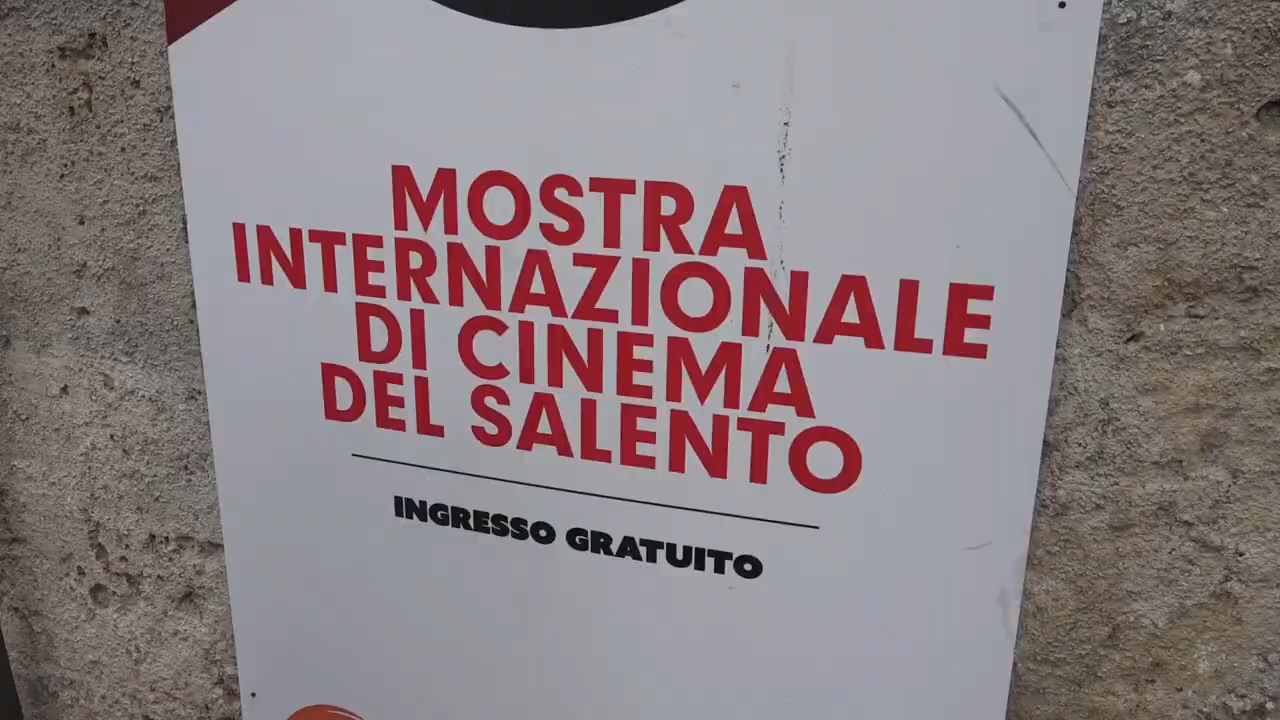 MOSTRA
INTERNAZIONALE
DI CINEMA
DEL SALENTO
INGRESSO GRATUITO